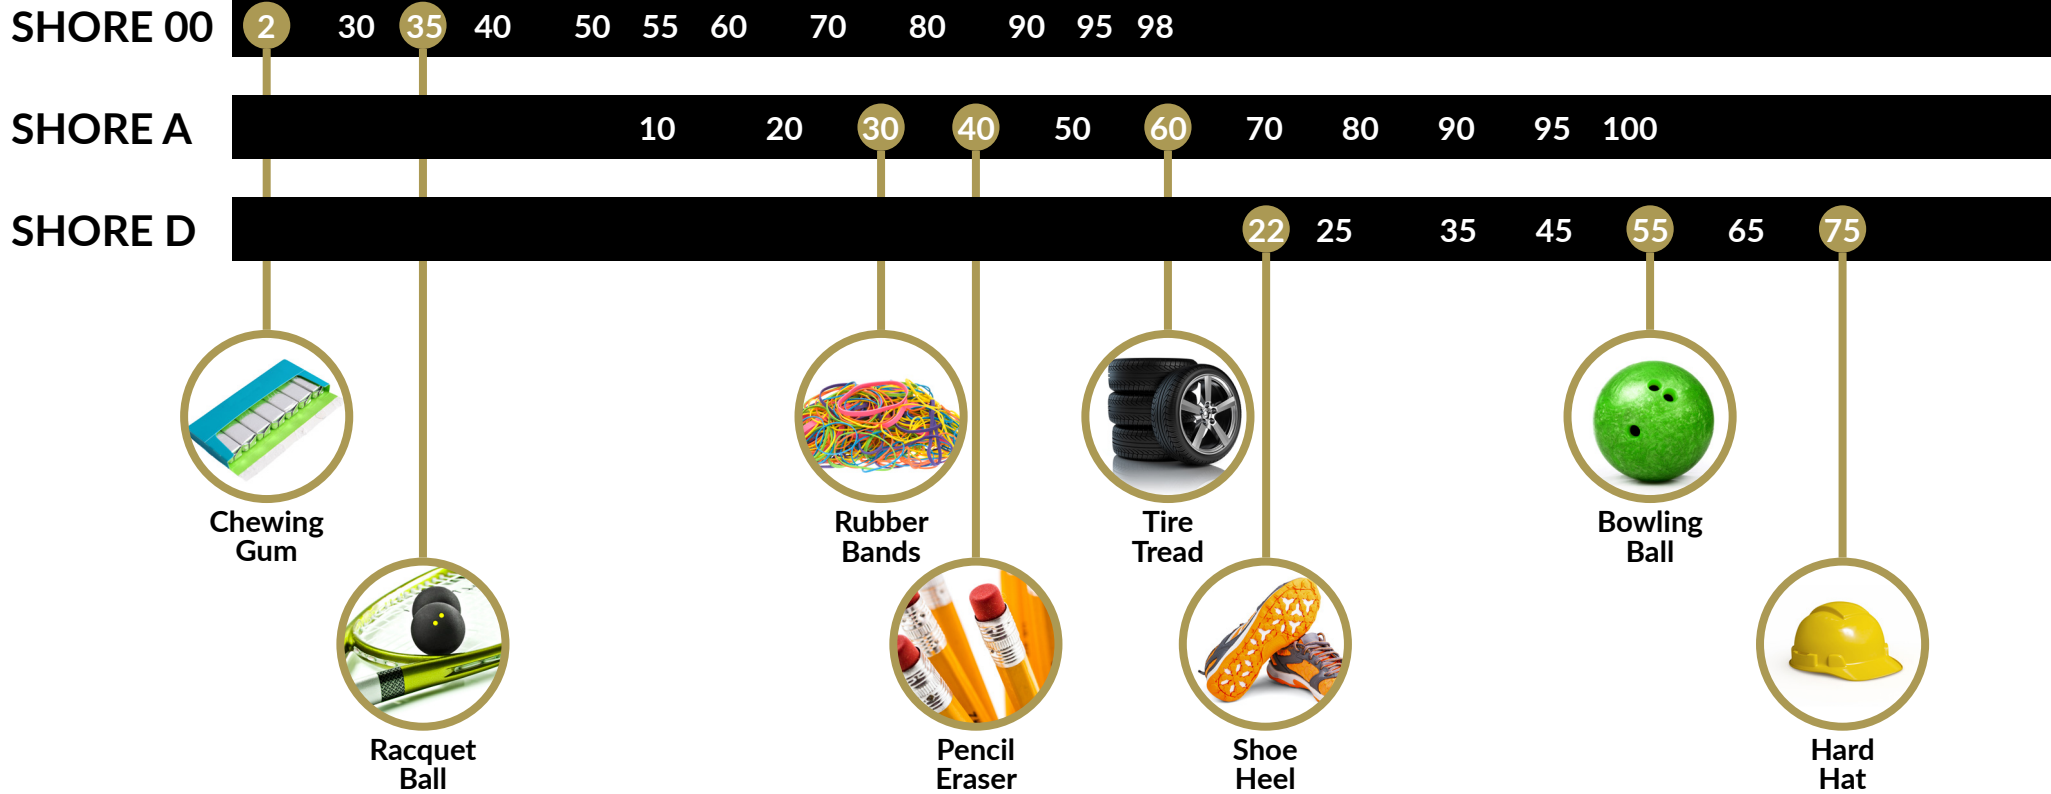 SHORE 00 2 30 35 40 50 55 60 70 80 90 95 98
SHORE A 10 20 30 40 50 60 70 80 90 95 100
SHORE D 22 25 35 45 55 65 75
Chewing
Gum
Rubber
Bands
Tire
Tread
Bowling
Ball
Racquet
Ball
Pencil
Eraser
Shoe
Heel
Hard
Hat